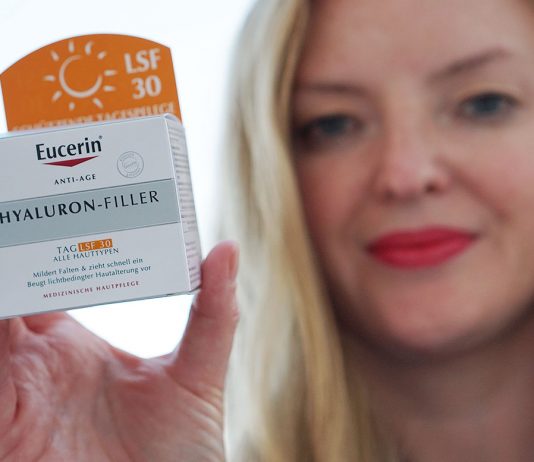 LSF
30
TAGESPFLEGE
Eucerin®
ANTI-AGE
HYALURON-FILLER
TAG LSF 30
ALLE HAUTTYPEN
Mildert Falten & zieht schnell ein
Beugt lichtbedingter Hautalterung vor
MEDIZINISCHE HAUTPFLEGE